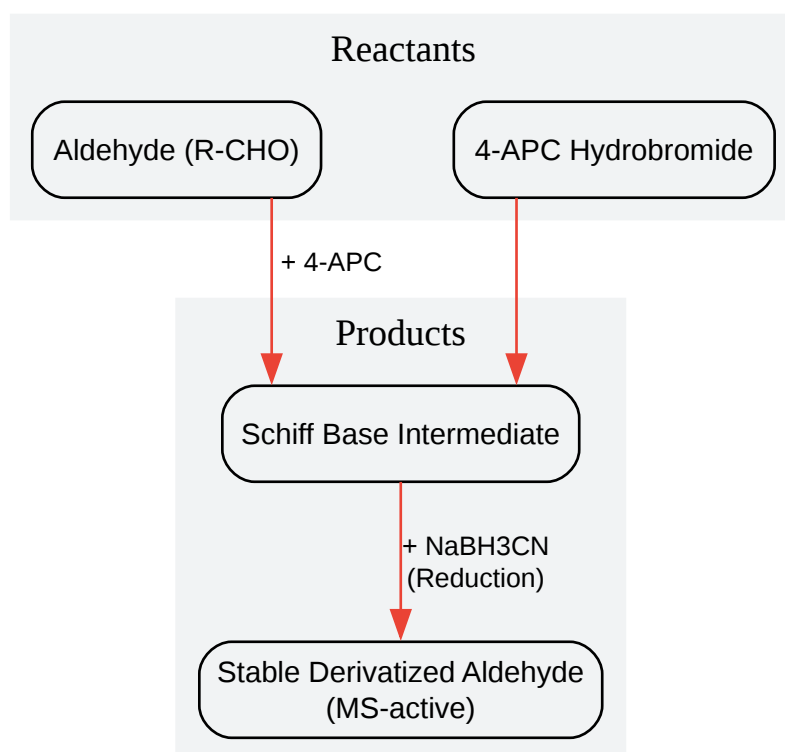 Reactants
Aldehyde (R-CHO)
4-APC Hydrobromide
+ 4-APC
Products
Schiff Base Intermediate
+ NaBH3CN
(Reduction)
Stable Derivatized Aldehyde
(MS-active)